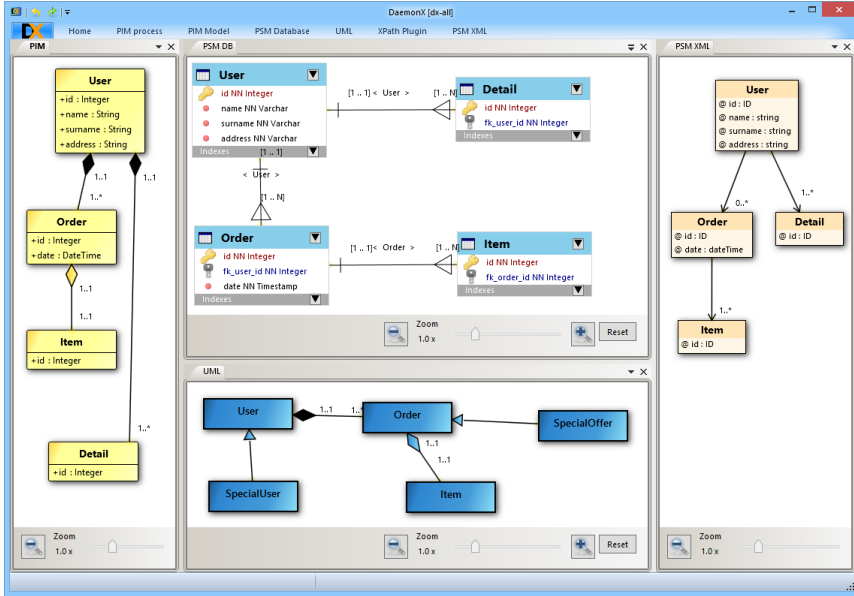 DaemonX [dx-all]
DX
Home PIM process PIM Model PSM Database UML XPath Plugin PSM XML
PIM
User
+id : Integer
+name : String
+surname : String
+address : String
1..1
1..1
1..*
Order
+id : Integer
+date : DateTime
1..1
1..1
Item
+id : Integer
1..*
Detail
+id : Integer
Zoom
1.0 x
PSM DB
User
id NN Integer
name NN Varchar
surname NN Varchar
address NN Varchar
Indexes
[1 .. 1] < User > [1 .. N]
Detail
id NN Integer
fk_user_id NN Integer
Indexes
[1 .. 1]
< User >
[1 .. N]
Order
id NN Integer
fk_user_id NN Integer
date NN Timestamp
Indexes
[1 .. 1] < Order > [1 .. N]
Item
id NN Integer
fk_order_id NN Integer
Indexes
Zoom
1.0 x
Reset
UML
User
1..1 1..*
Order
SpecialOffer
1..1
1..1
SpecialUser
Item
Zoom
1.0 x
Reset
PSM XML
User
@ id : ID
@ name : string
@ surname : string
@ address : string
0..*
1..*
Order
@ id : ID
@ date : dateTime
Detail
@ id : ID
1..*
Item
@ id : ID
Zoom
1.0 x